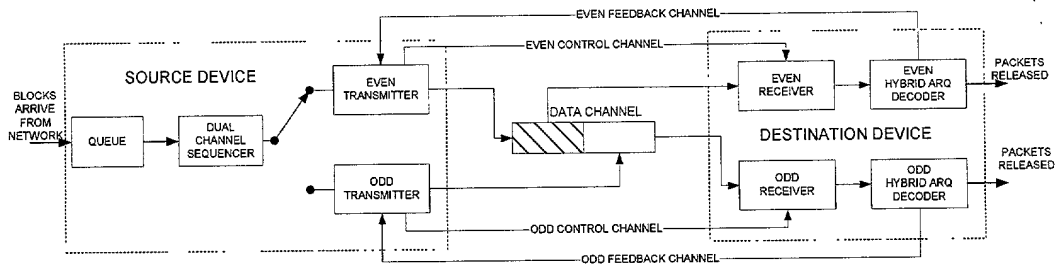 EVEN FEEDBACK CHANNEL
EVEN CONTROL CHANNEL
SOURCE DEVICE
BLOCKS
ARRIVE
FROM
NETWORK
QUEUE
DUAL
CHANNEL
SEQUENCER
EVEN
TRANSMITTER
DATA CHANNEL
EVEN
RECEIVER
EVEN
HYBRID ARQ
DECODER
PACKETS
RELEASED
DESTINATION DEVICE
ODD
TRANSMITTER
ODD
RECEIVER
ODD
HYBRID ARQ
DECODER
PACKETS
RELEASED
ODD CONTROL CHANNEL
ODD FEEDBACK CHANNEL